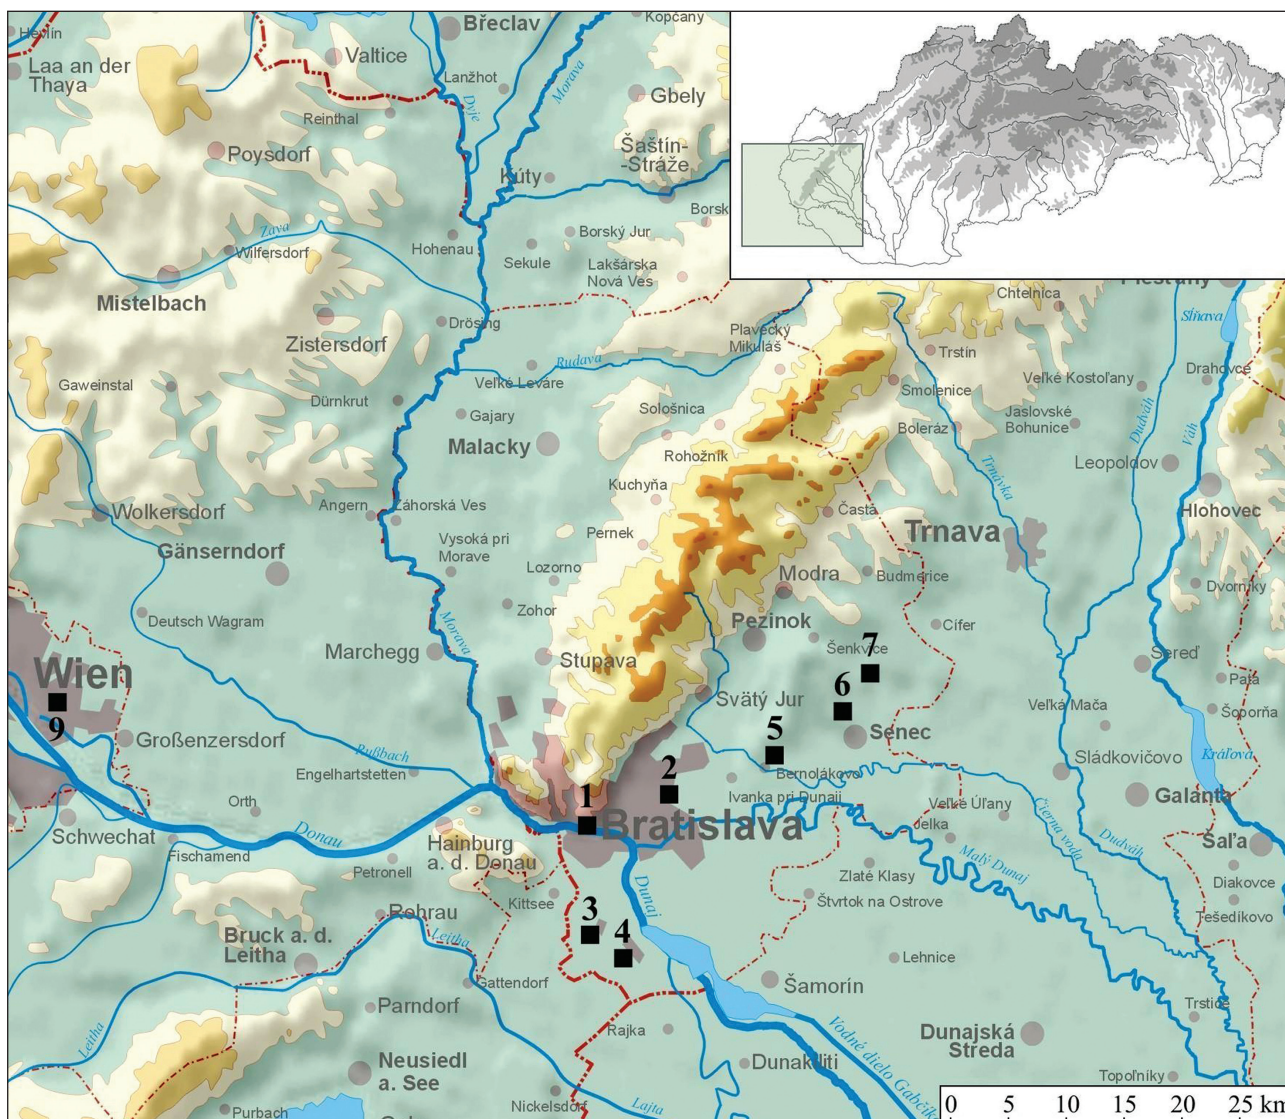 Hevlín
Břeclav
Kopčany
Valtice
Laa an der
Thaya
Lanžhot
Morava
Gbely
Dyje
Reinthal
Poysdorf
Šaštín-
-Stráže
Kúty
Borsk
Zaya
Wilfersdorf
Hohenau
Borský Jur
Sekule
Lakšárska
Nová Ves
Mistelbach
Chtelnica
Piešťany
Zistersdorf
Drösing
Plavecký
Mikuláš
Slňava
Trstín
Rudava
Gaweinstal
Veľké Leváre
Smolenice
Veľké Kostoľany
Drahovce
Dürnkrut
Gajary
Sološnica
Jaslovské
Bohunice
Dudváh
Váh
Malacky
Boleráz
Rohožník
Trnávka
Leopoldov
Kuchyňa
Wolkersdorf
Angern
Záhorská Ves
Častá
Hlohovec
Gänserndorf
Vysoká pri
Morave
Pernek
Trnava
Lozorno
Modra
Budmerice
Dvorníky
Zohor
Deutsch Wagram
Morava
Pezinok
Cífer
Marchegg
Stupava
Šenkvice
7
Sereď
Wien
9
Svätý Jur
6
Pata
Veľká Mača
Šoporňa
Großenzersdorf
5
Senec
Rußbach
Sládkovičovo
Kráľova
Engelhartstetten
2
Bernolákovo
Ivanka pri Dunaji
Galanta
Orth
1
Bratislava
Veľké Úľany
Jelka
Čierna voda
Schwechat
Donau
Hainburg
a. d. Donau
Dudváh
Šaľa
Fischamend
Malý Dunaj
Petronell
Zlaté Klasy
Diakovce
Kittsee
Dunaj
Štvrtok na Ostrove
Rohrau
Tešedíkovo
3
Bruck a. d.
Leitha
Leitha
4
Lehnice
Gattendorf
Šamorín
Parndorf
Trstice
Leitha
Rajka
Vodné dielo Gabčík
Dunajská
Streda
Neusiedl
a. See
Dunakiliti
Topoľníky
Purbach
Nickelsdorf
Lajta
0 5 10 15 20 25 km